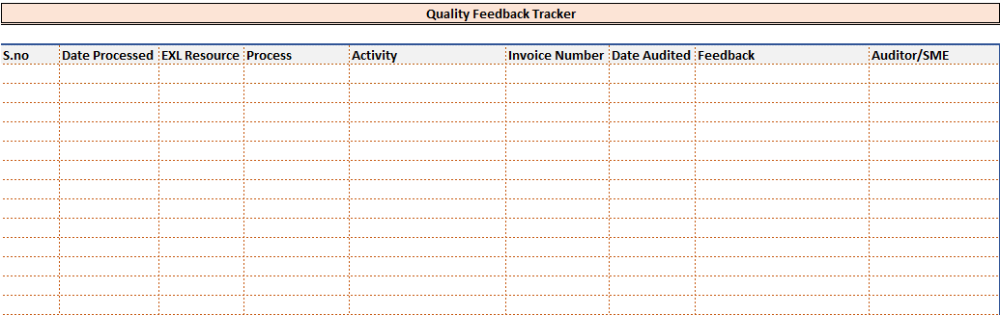 Quality Feedback Tracker
S.no Date Processed EXL Resource Process Activity Invoice Number Date Audited Feedback Auditor/SME